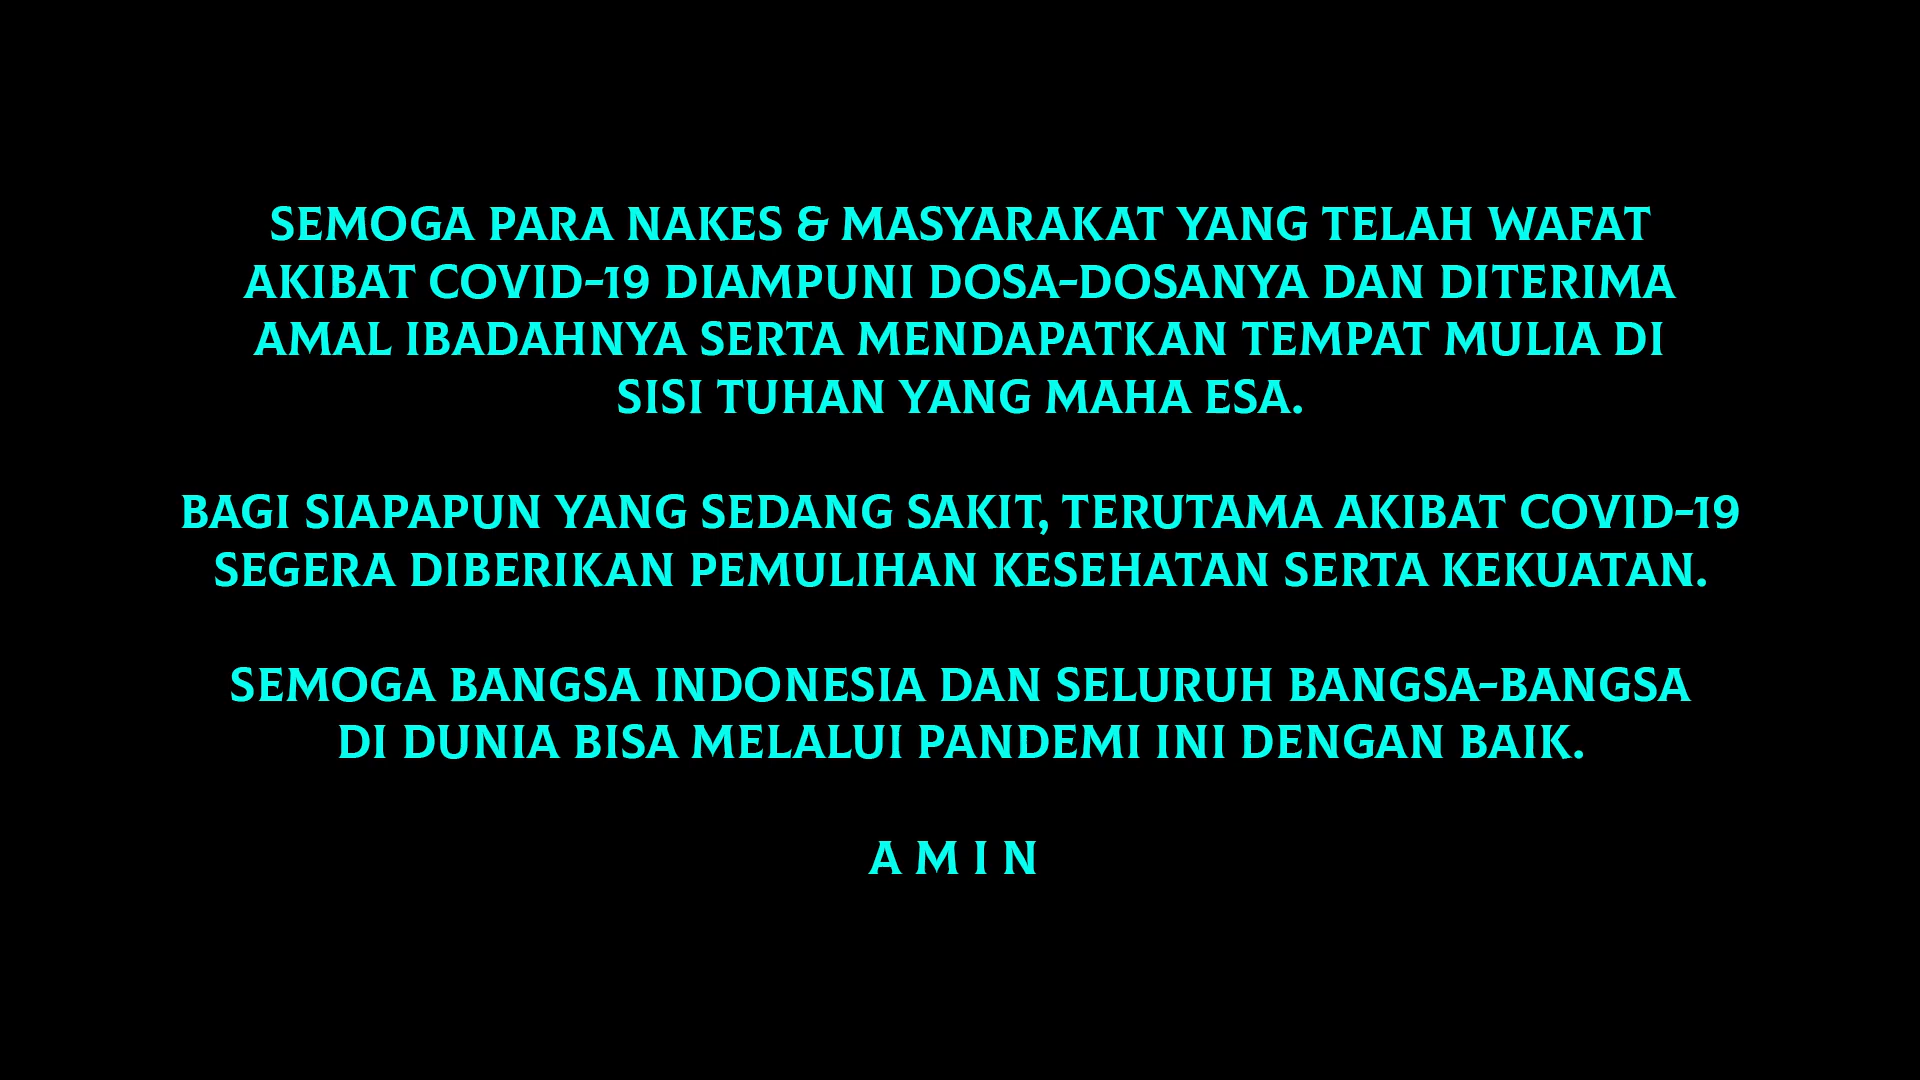 SEMOGA PARA NAKES & MASYARAKAT YANG TELAH WAFAT
AKIBAT COVID-19 DIAMPUNI DOSA-DOSANYA DAN DITERIMA
AMAL IBADAHNYA SERTA MENDAPATKAN TEMPAT MULIA DI
SISI TUHAN YANG MAHA ESA.
BAGI SIAPAPUN YANG SEDANG SAKIT, TERUTAMA AKIBAT COVID-19
SEGERA DIBERIKAN PEMULIHAN KESEHATAN SERTA KEKUATAN.
SEMOGA BANGSA INDONESIA DAN SELURUH BANGSA-BANGSA
DI DUNIA BISA MELALUI PANDEMI INI DENGAN BAIK.
A M I N